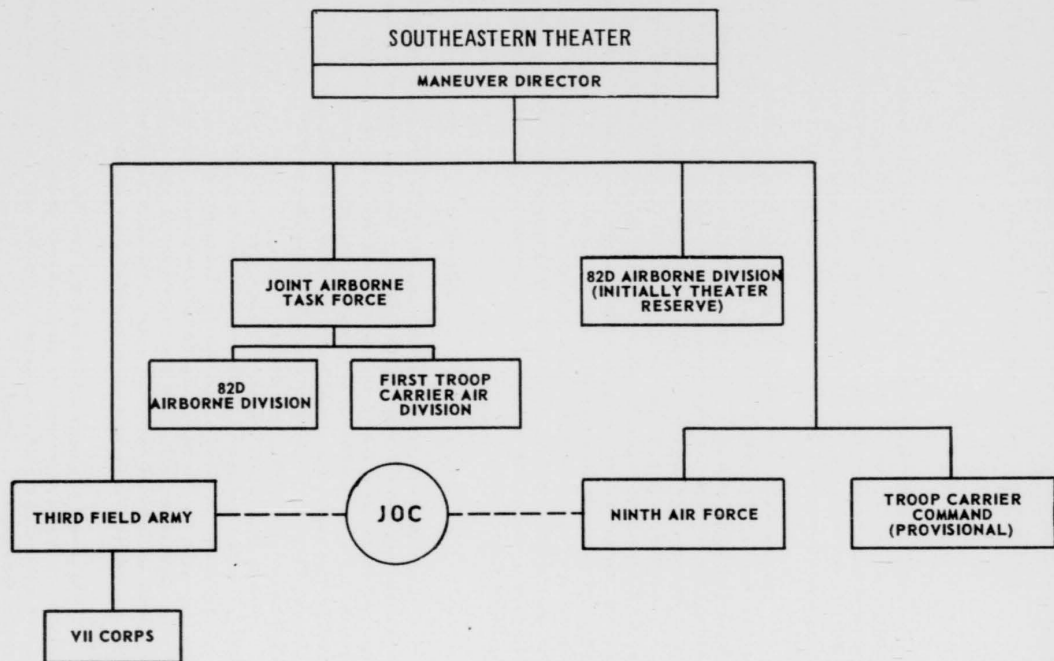 SOUTHEASTERN THEATER
MANEUVER DIRECTOR
JOINT AIRBORNE
TASK FORCE
82D AIRBORNE DIVISION
(INITIALLY THEATER
RESERVE)
82D
AIRBORNE DIVISION
FIRST TROOP
CARRIER AIR
DIVISION
THIRD FIELD ARMY
JOC
NINTH AIR FORCE
TROOP CARRIER
COMMAND
(PROVISIONAL)
VII CORPS